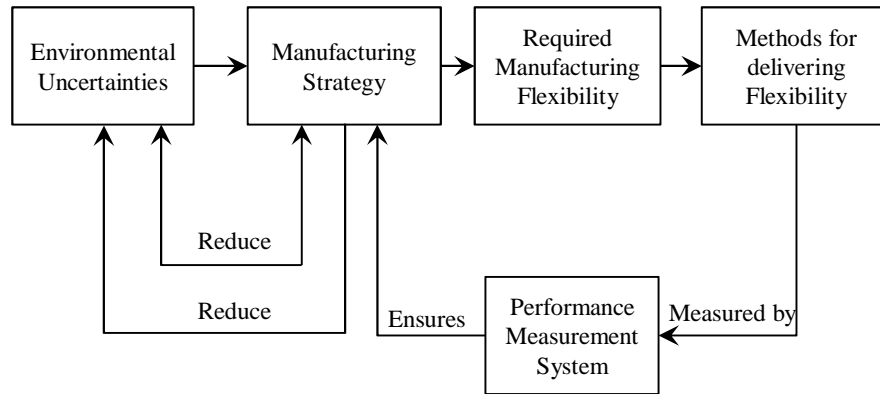 Environmental
Uncertainties
Manufacturing
Strategy
Required
Manufacturing
Flexibility
Methods for
delivering
Flexibility
Reduce
Reduce
Ensures
Performance
Measurement
System
Measured by